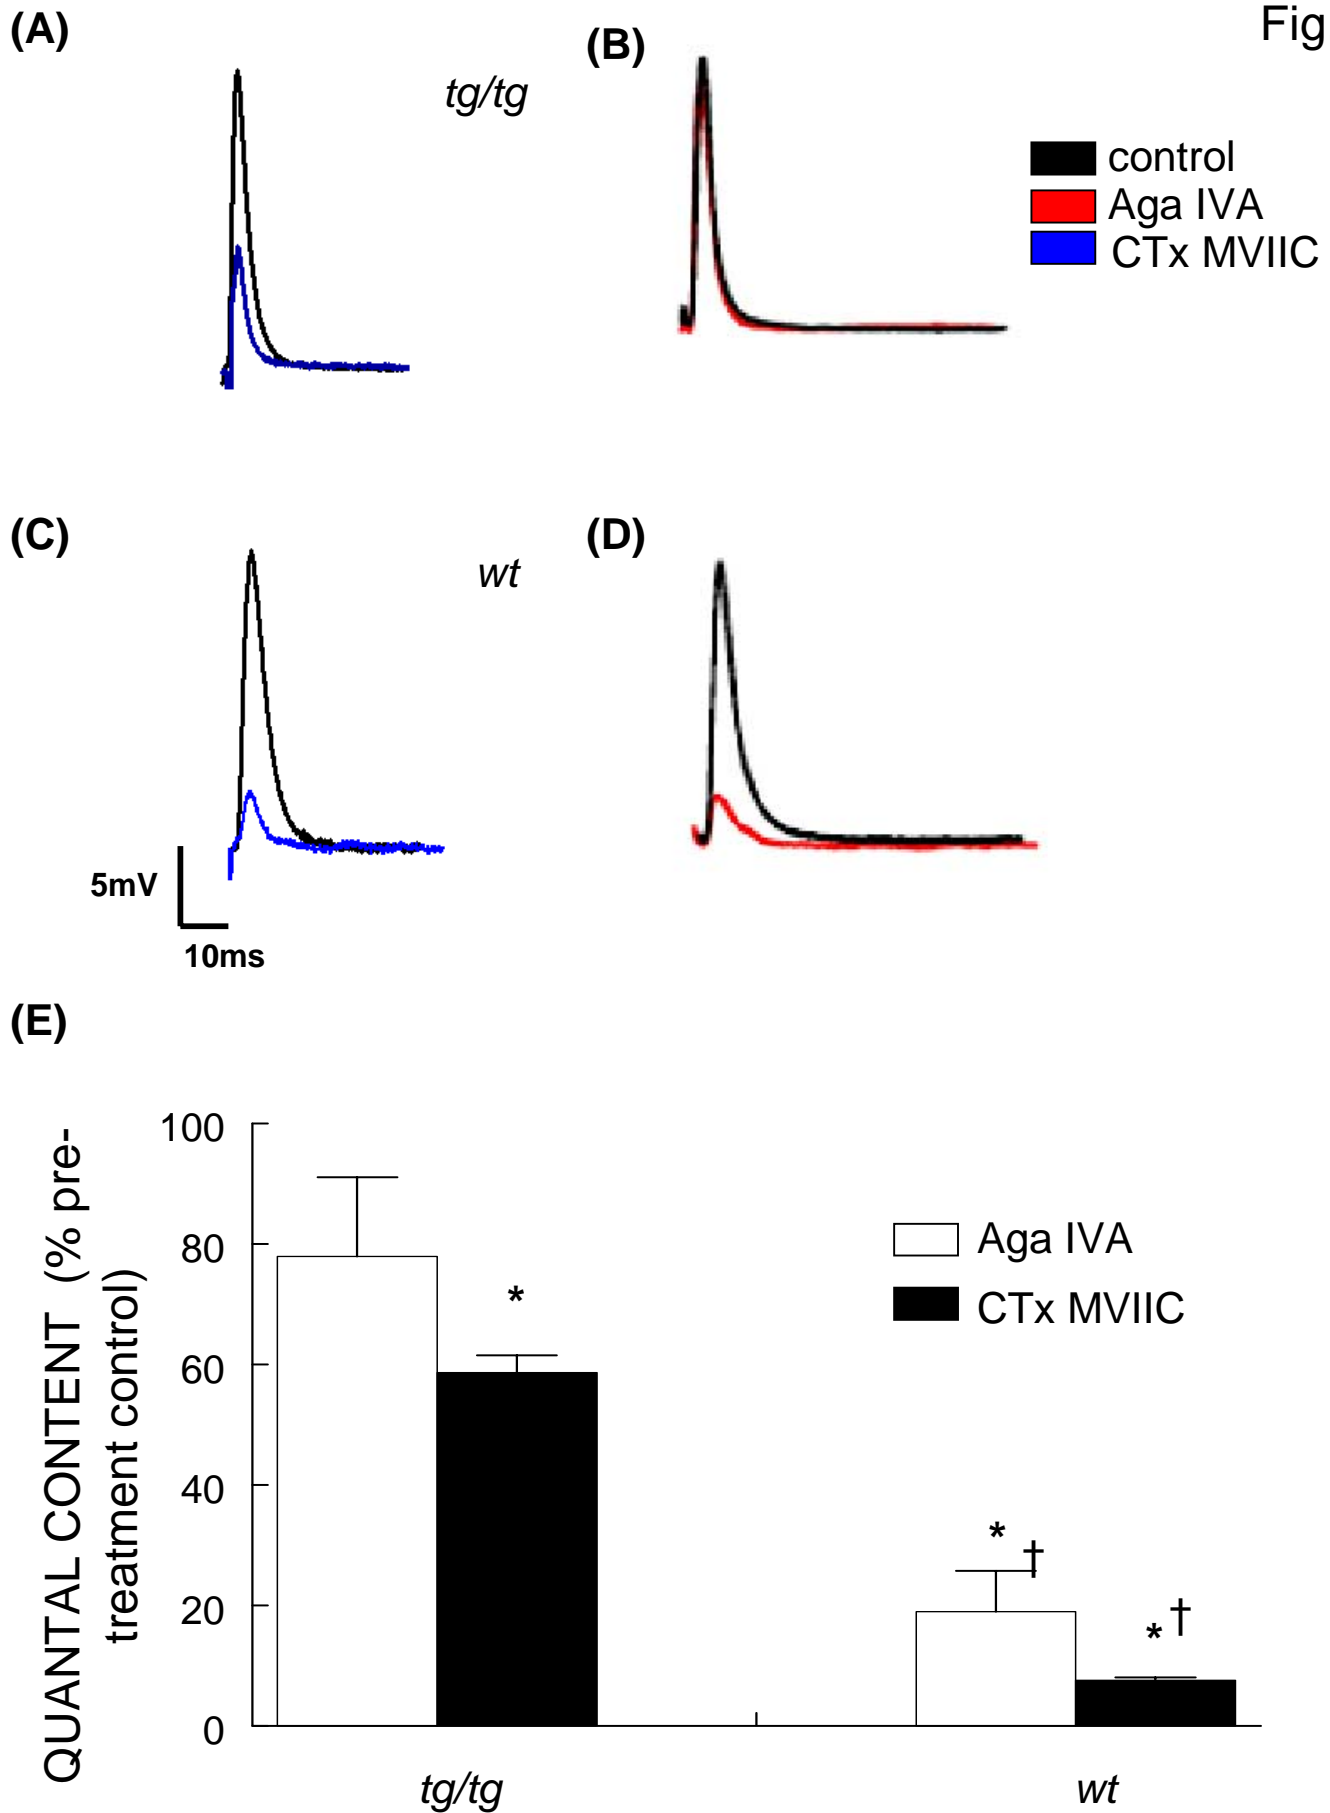 Fig
(A)
tg/tg
(B)
control
Aga IVA
CTx MVIIC
(C)
wt
(D)
5mV
10ms
(E)
QUANTAL CONTENT (% pre-
treatment control)
100
80
60
40
20
0
*
* †
* †
Aga IVA
CTx MVIIC
tg/tg
wt